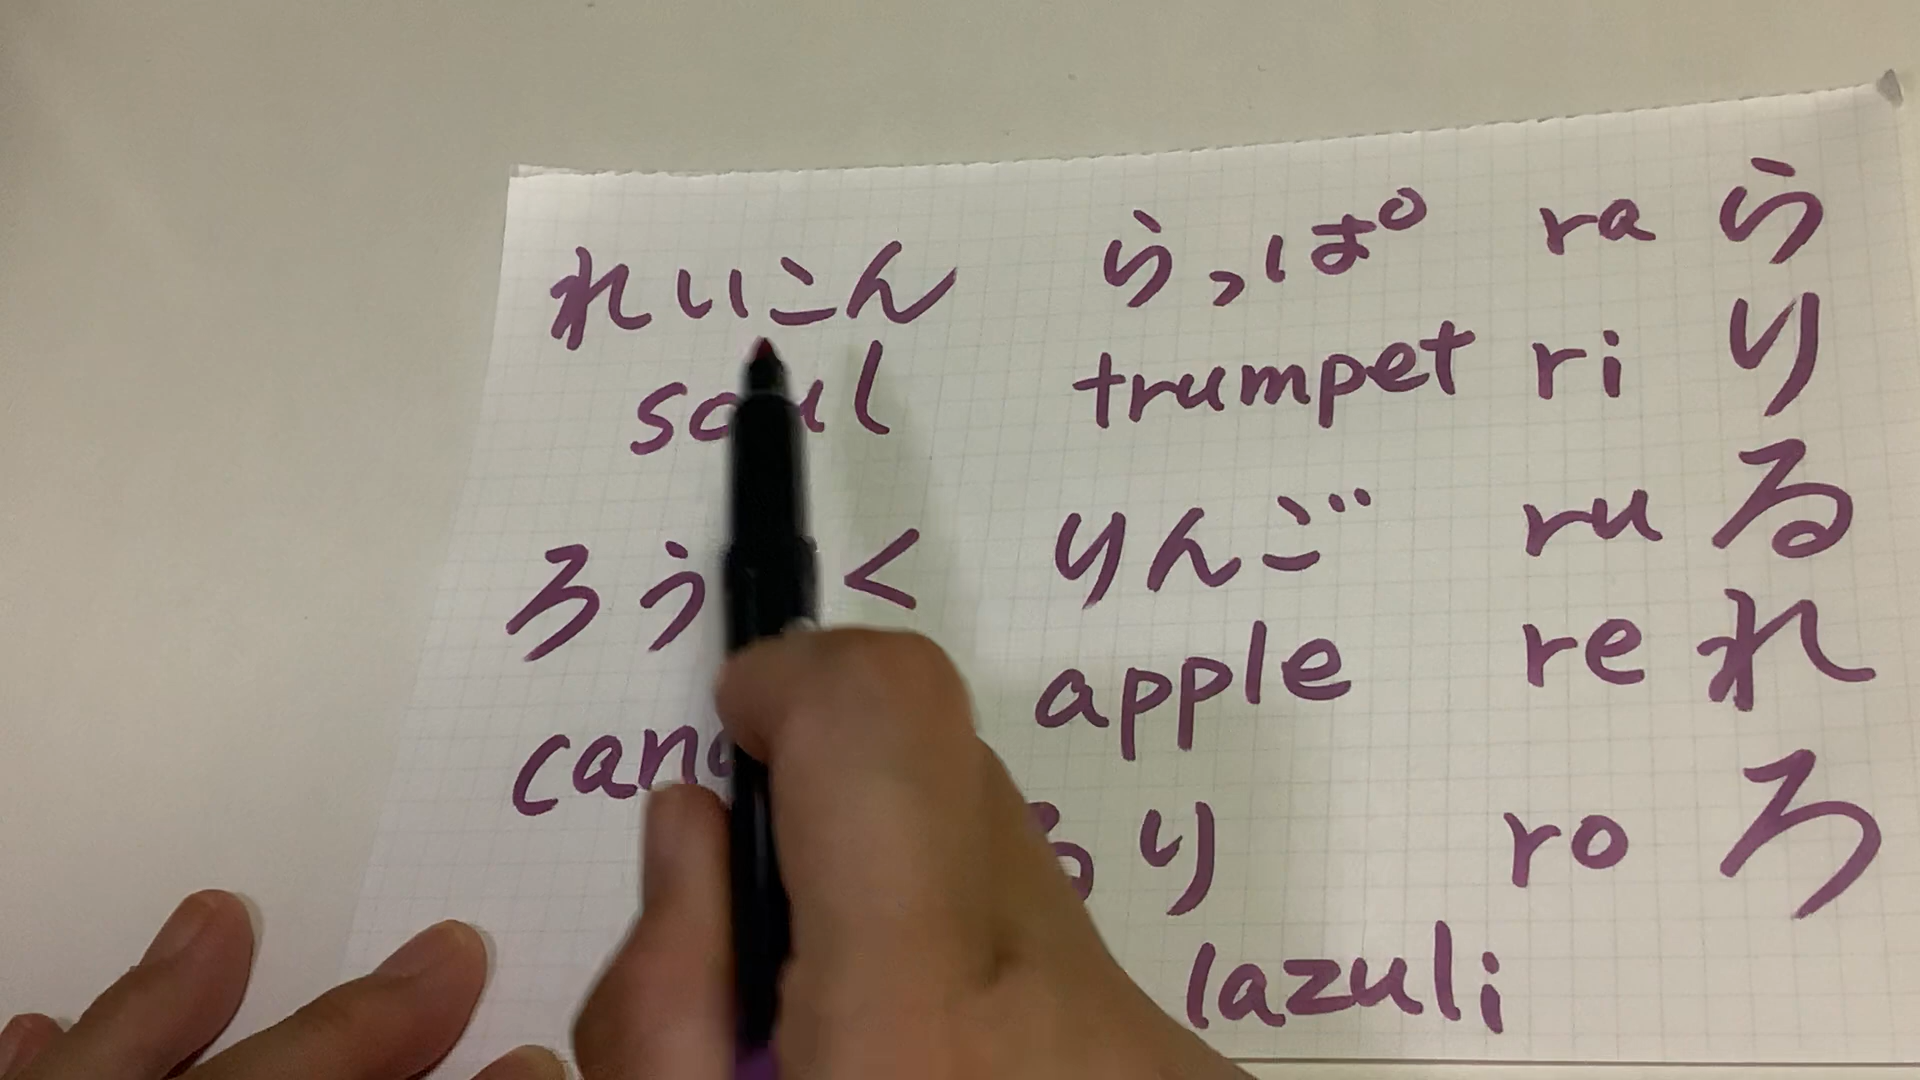 ra ら
ri り
ru る
re れ
ro ろ
らっぱ
trumpet
りんご
apple
り
lazuli
れいこん